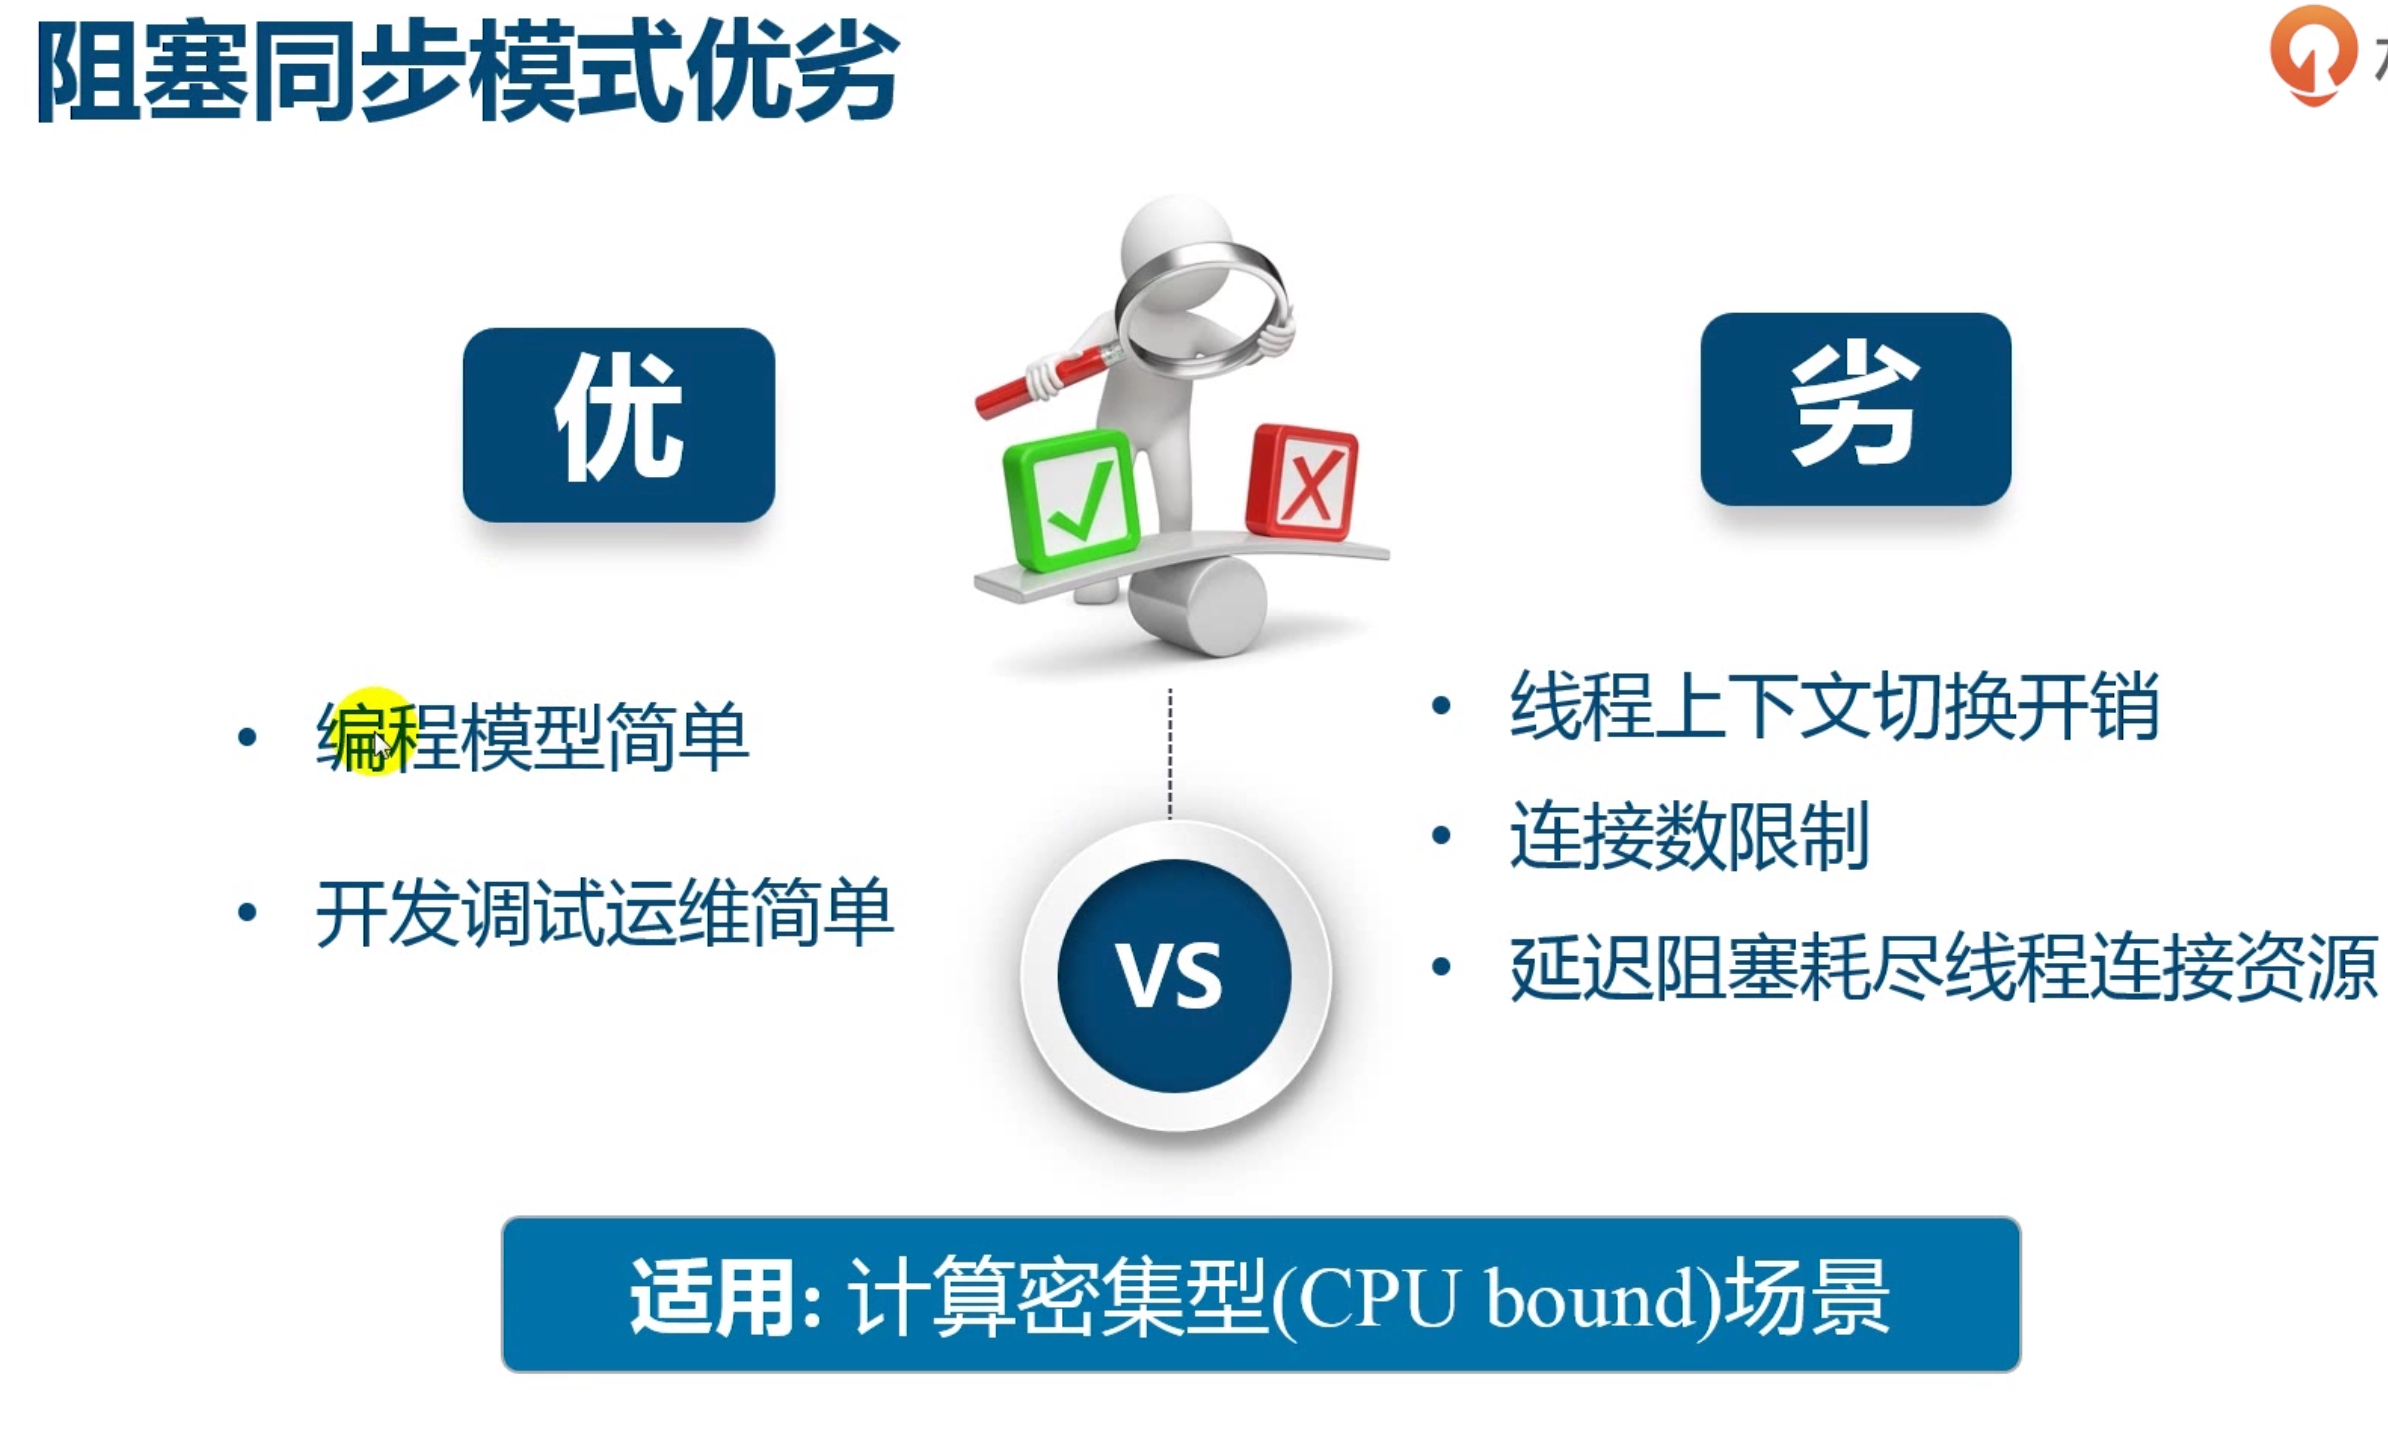 阻塞同步模式优劣
优
劣
• 编程模型简单
• 开发调试运维简单
• 线程上下文切换开销
• 连接数限制
• 延迟阻塞耗尽线程连接资源
VS
适用: 计算密集型(CPU bound)场景